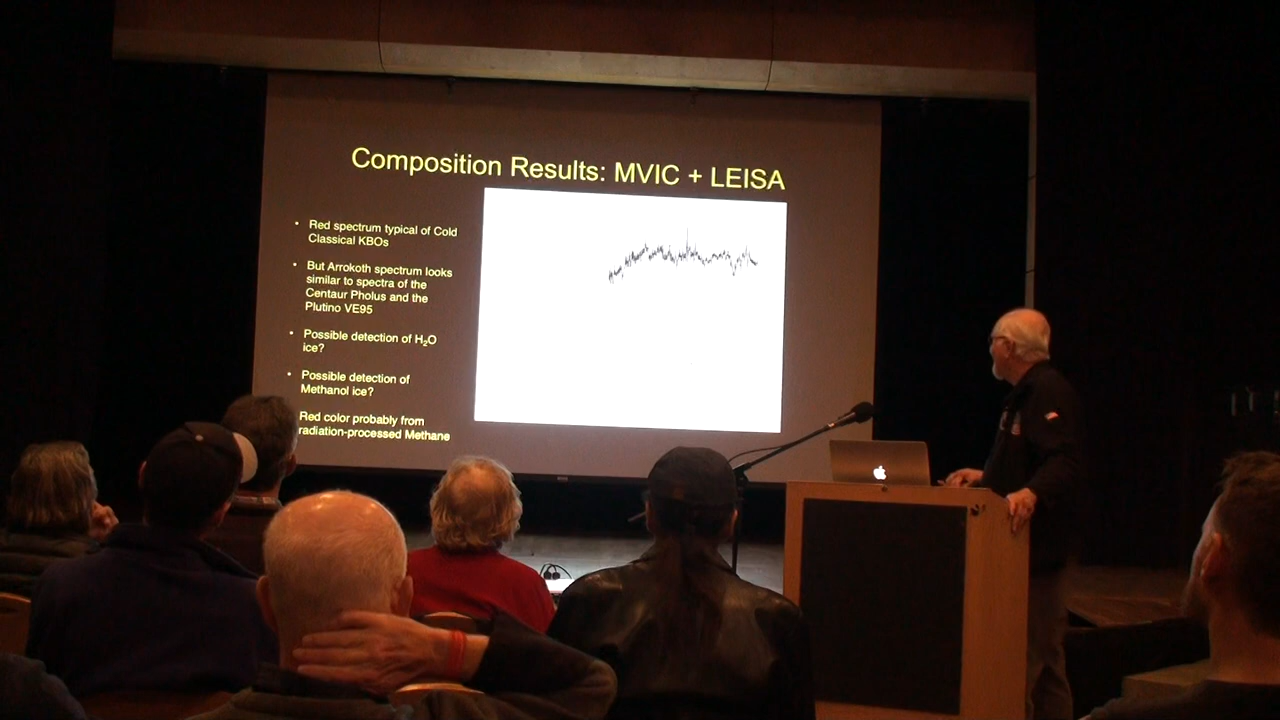 Composition Results: MVIC + LEISA
• Red spectrum typical of Cold
Classical KBOs
• But Arrokoth spectrum looks
similar to spectra of the
Centaur Pholus and the
Plutino VE95
• Possible detection of H₂O
ice?
• Possible detection of
Methanol ice?
Red color probably from
radiation-processed Methane